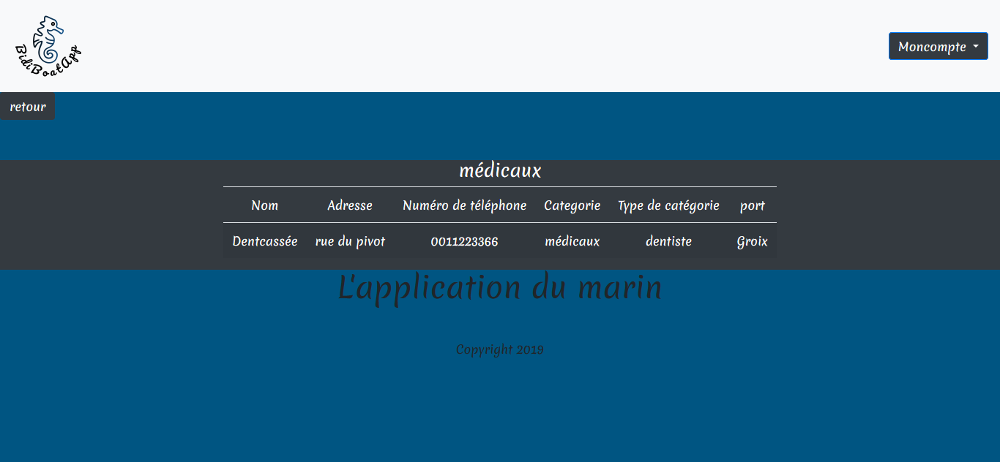 BidiBoatApp
Moncompte
retour
médicaux
Nom Adresse Numéro de téléphone Categorie Type de catégorie port
Dentcassée rue du pivot 0011223366 médicaux dentiste Groix
L'application du marin
Copyright 2019